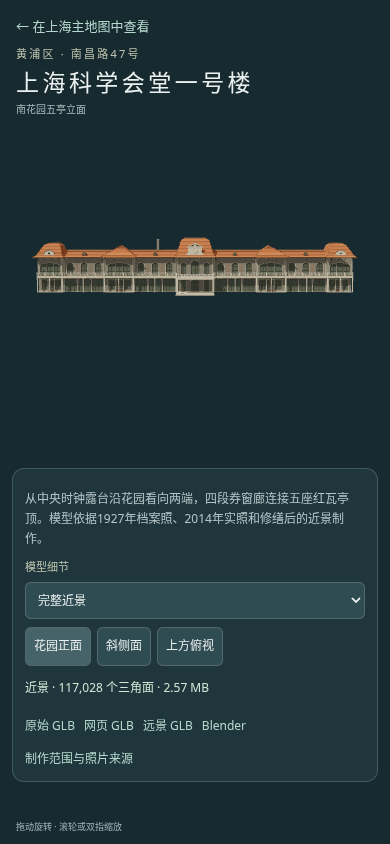 ← 在上海主地图中查看
黄浦区 · 南昌路47号
上海科学会堂一号楼
南花园五亭立面
从中央时钟露台沿花园看向两端，四段券窗廊连接五座红瓦亭
顶。模型依据1927年档案照、2014年实照和修缮后的近景制
作。
模型细节
完整近景
花园正面 斜侧面 上方俯视
近景 · 117,028 个三角面 · 2.57 MB
原始 GLB 网页 GLB 远景 GLB Blender
制作范围与照片来源
拖动旋转 · 滚轮或双指缩放